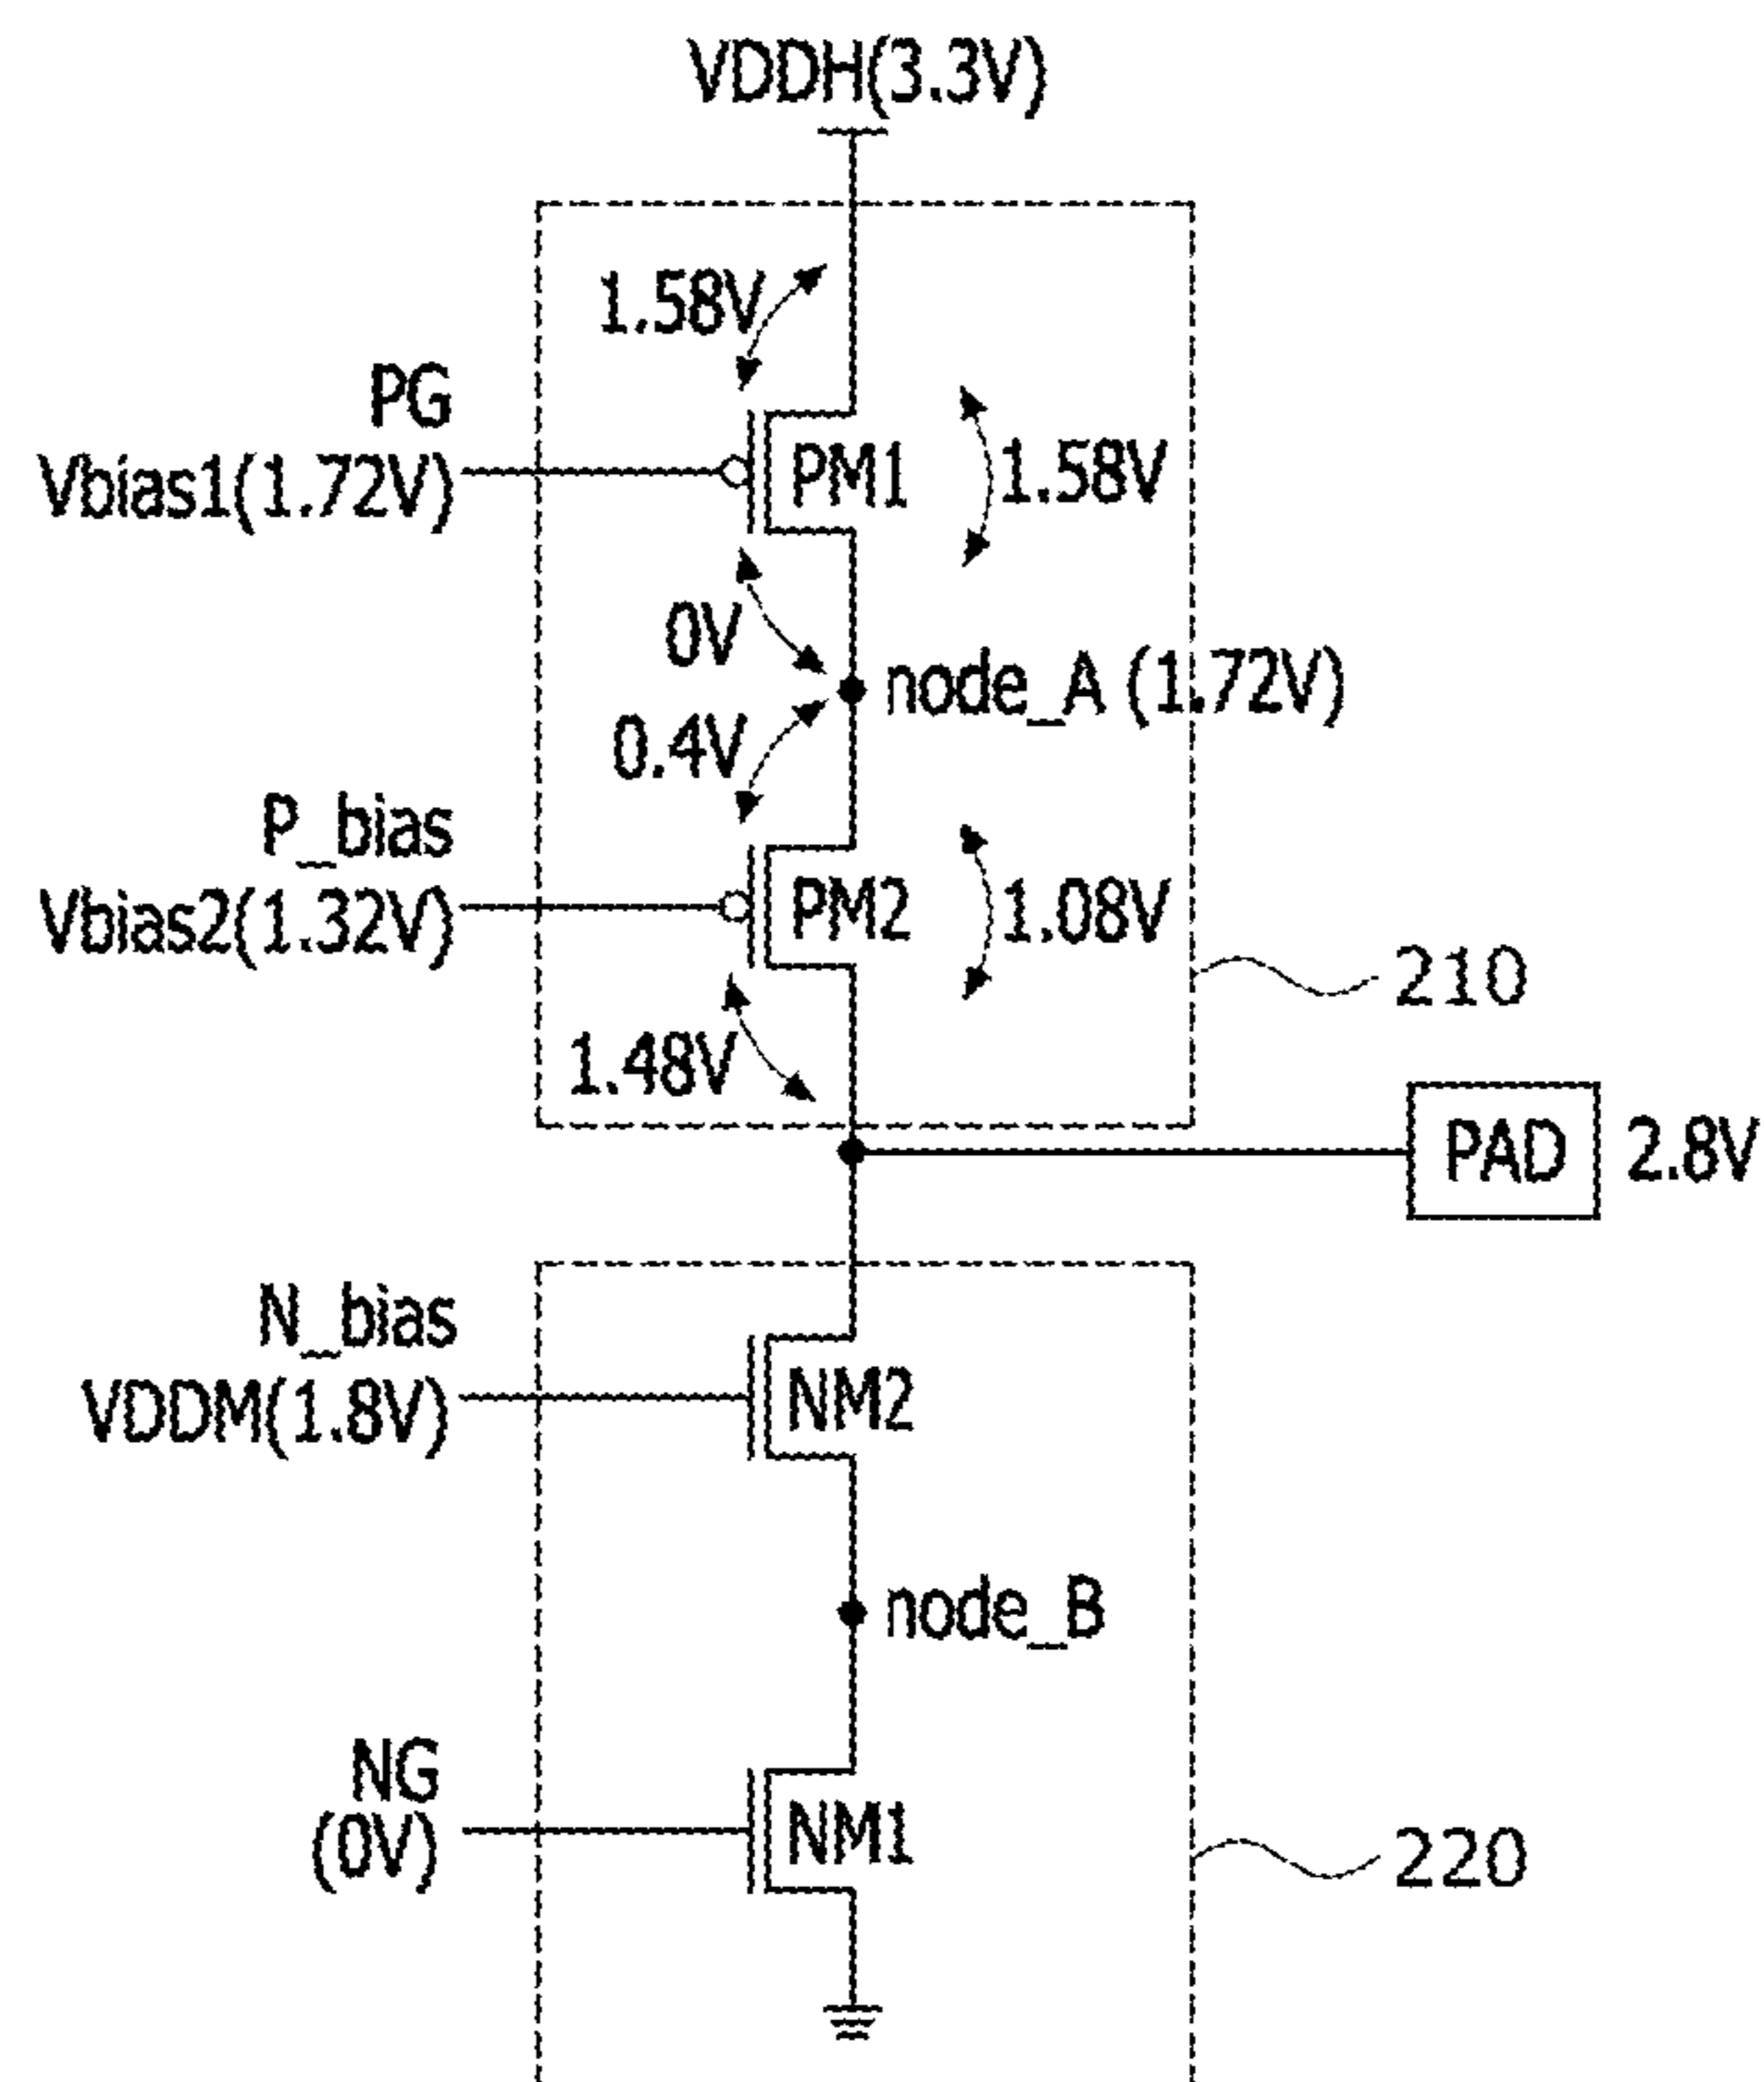 VDDH(3.3V)
1.58V
PG
Vbias1(1.72V)
PM1
1.58V
0V
node_A (1.72V)
0.4V
P_bias
Vbias2(1.32V)
PM2
1.08V
210
1.48V
PAD
2.8V
N_bias
VDDM(1.8V)
NM2
node_B
NG
(0V)
NM1
220